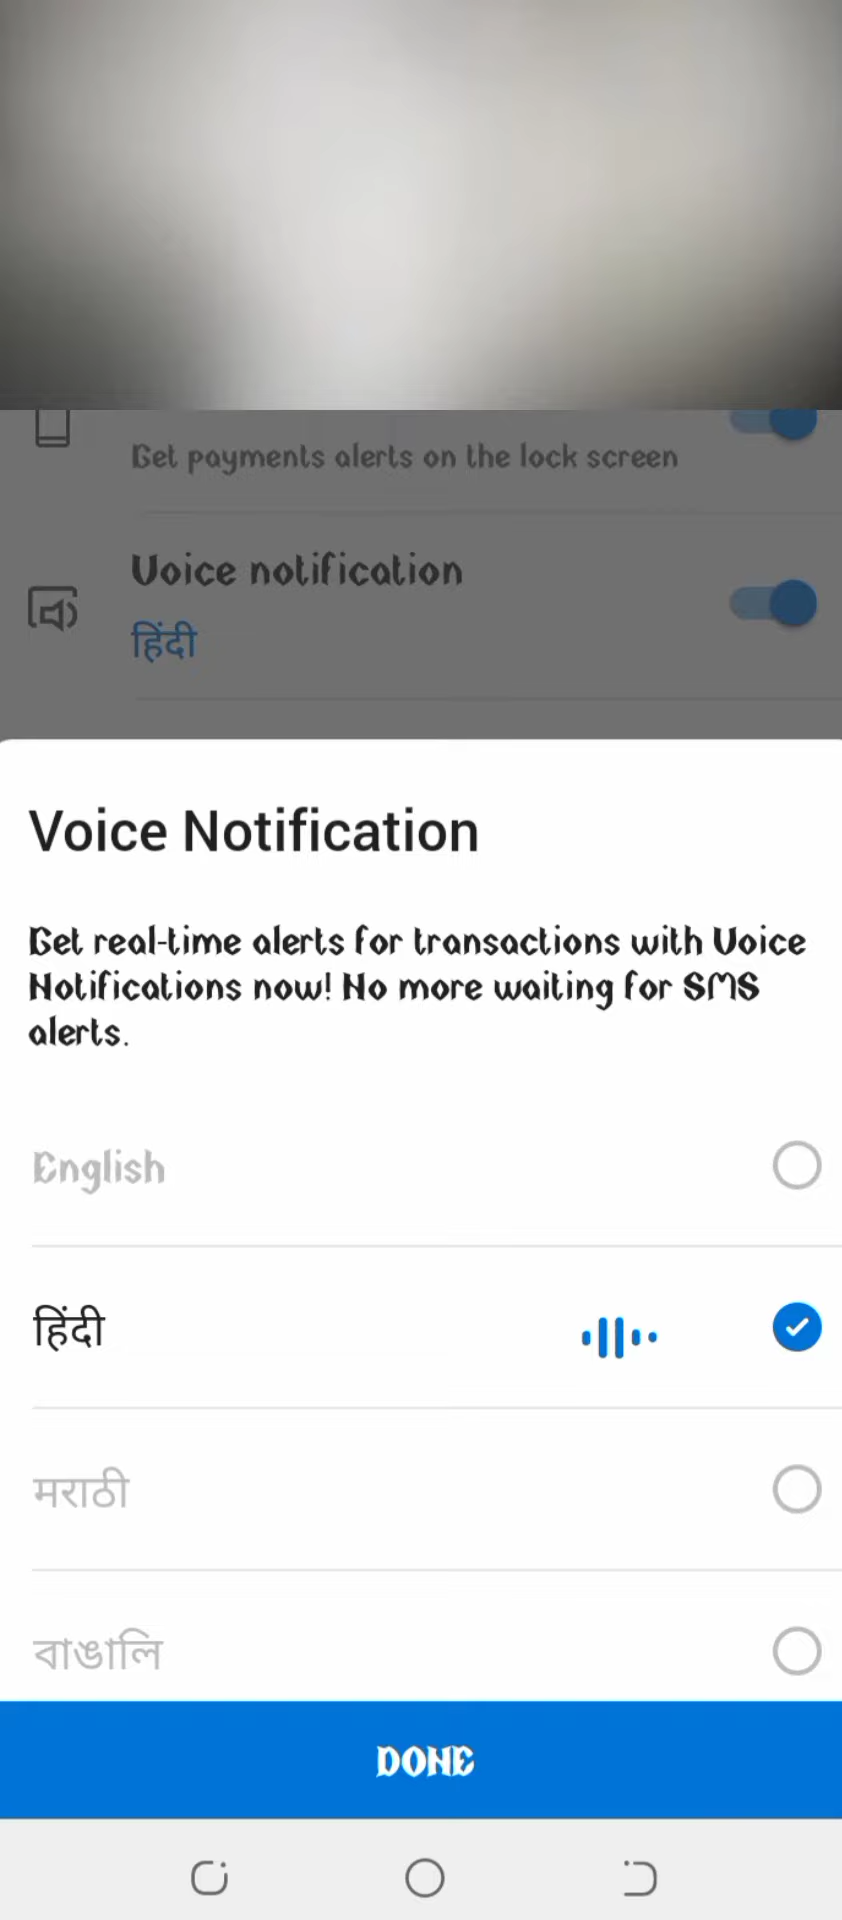 Get payments alerts on the lock screen
Voice notification
हिंदी
Voice Notification
Get real-time alerts for transactions with Voice
Notifications now! No more waiting for SMS
alerts.
English
हिंदी
मराठी
বাঙালি
DONE